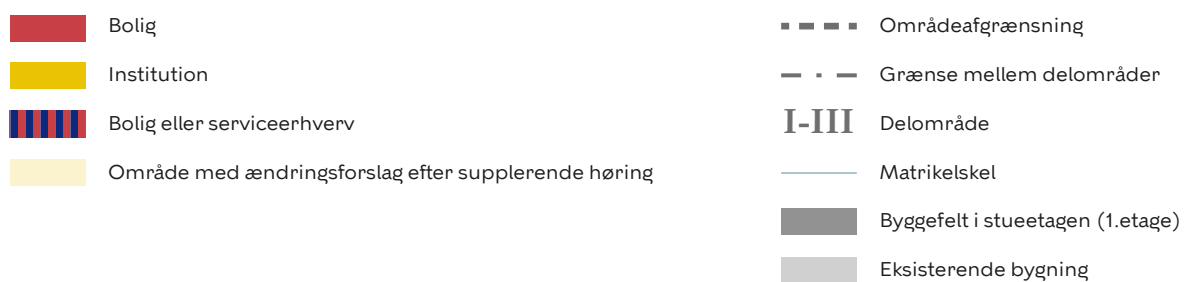 Bolig
Institution
Bolig eller serviceerhverv
Område med ændringsforslag efter supplerende høring
Områdeafgrænsning
Grænse mellem delområder
I-III Delområde
Matrikelskel
Byggefelt i stueetagen (1.etage)
Eksisterende bygning